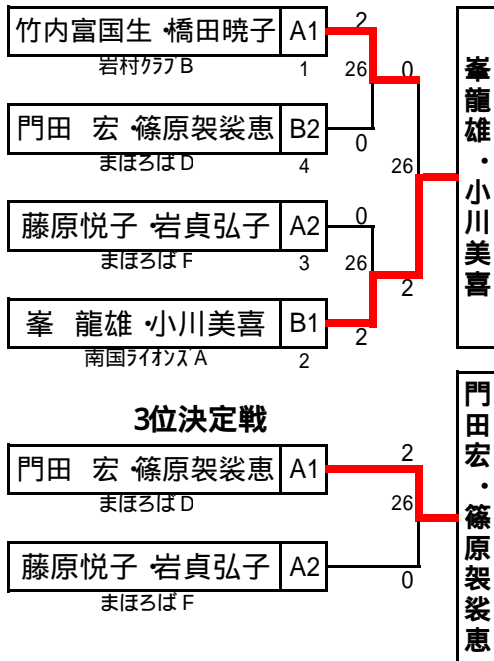 竹内富国生・橋田暁子 A1 2
岩村クラブB 1 26 0
門田 宏・篠原袈裟恵 B2 0
まほろばD 4 26
藤原悦子・岩貞弘子 A2 0
まほろばF 3 26
峯 龍雄・小川美喜 B1 2 2
南国ライオンズA 2
峯龍雄・小川美喜
3位決定戦
門田 宏・篠原袈裟恵 A1 2
まほろばD 26
藤原悦子・岩貞弘子 A2 0
まほろばF
門田宏・篠原袈裟恵